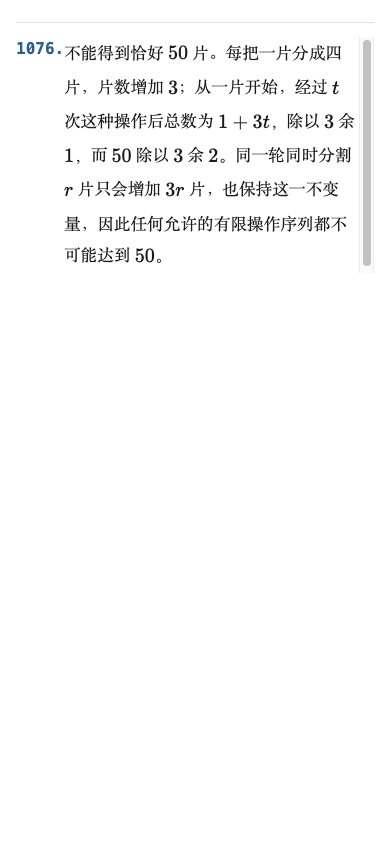 1076. 不能得到恰好 50 片。每把一片分成四
片，片数增加 3；从一片开始，经过 t
次这种操作后总数为 1 + 3t，除以 3 余
1，而 50 除以 3 余 2。同一轮同时分割
r 片只会增加 3r 片，也保持这一不变
量，因此任何允许的有限操作序列都不
可能达到 50。